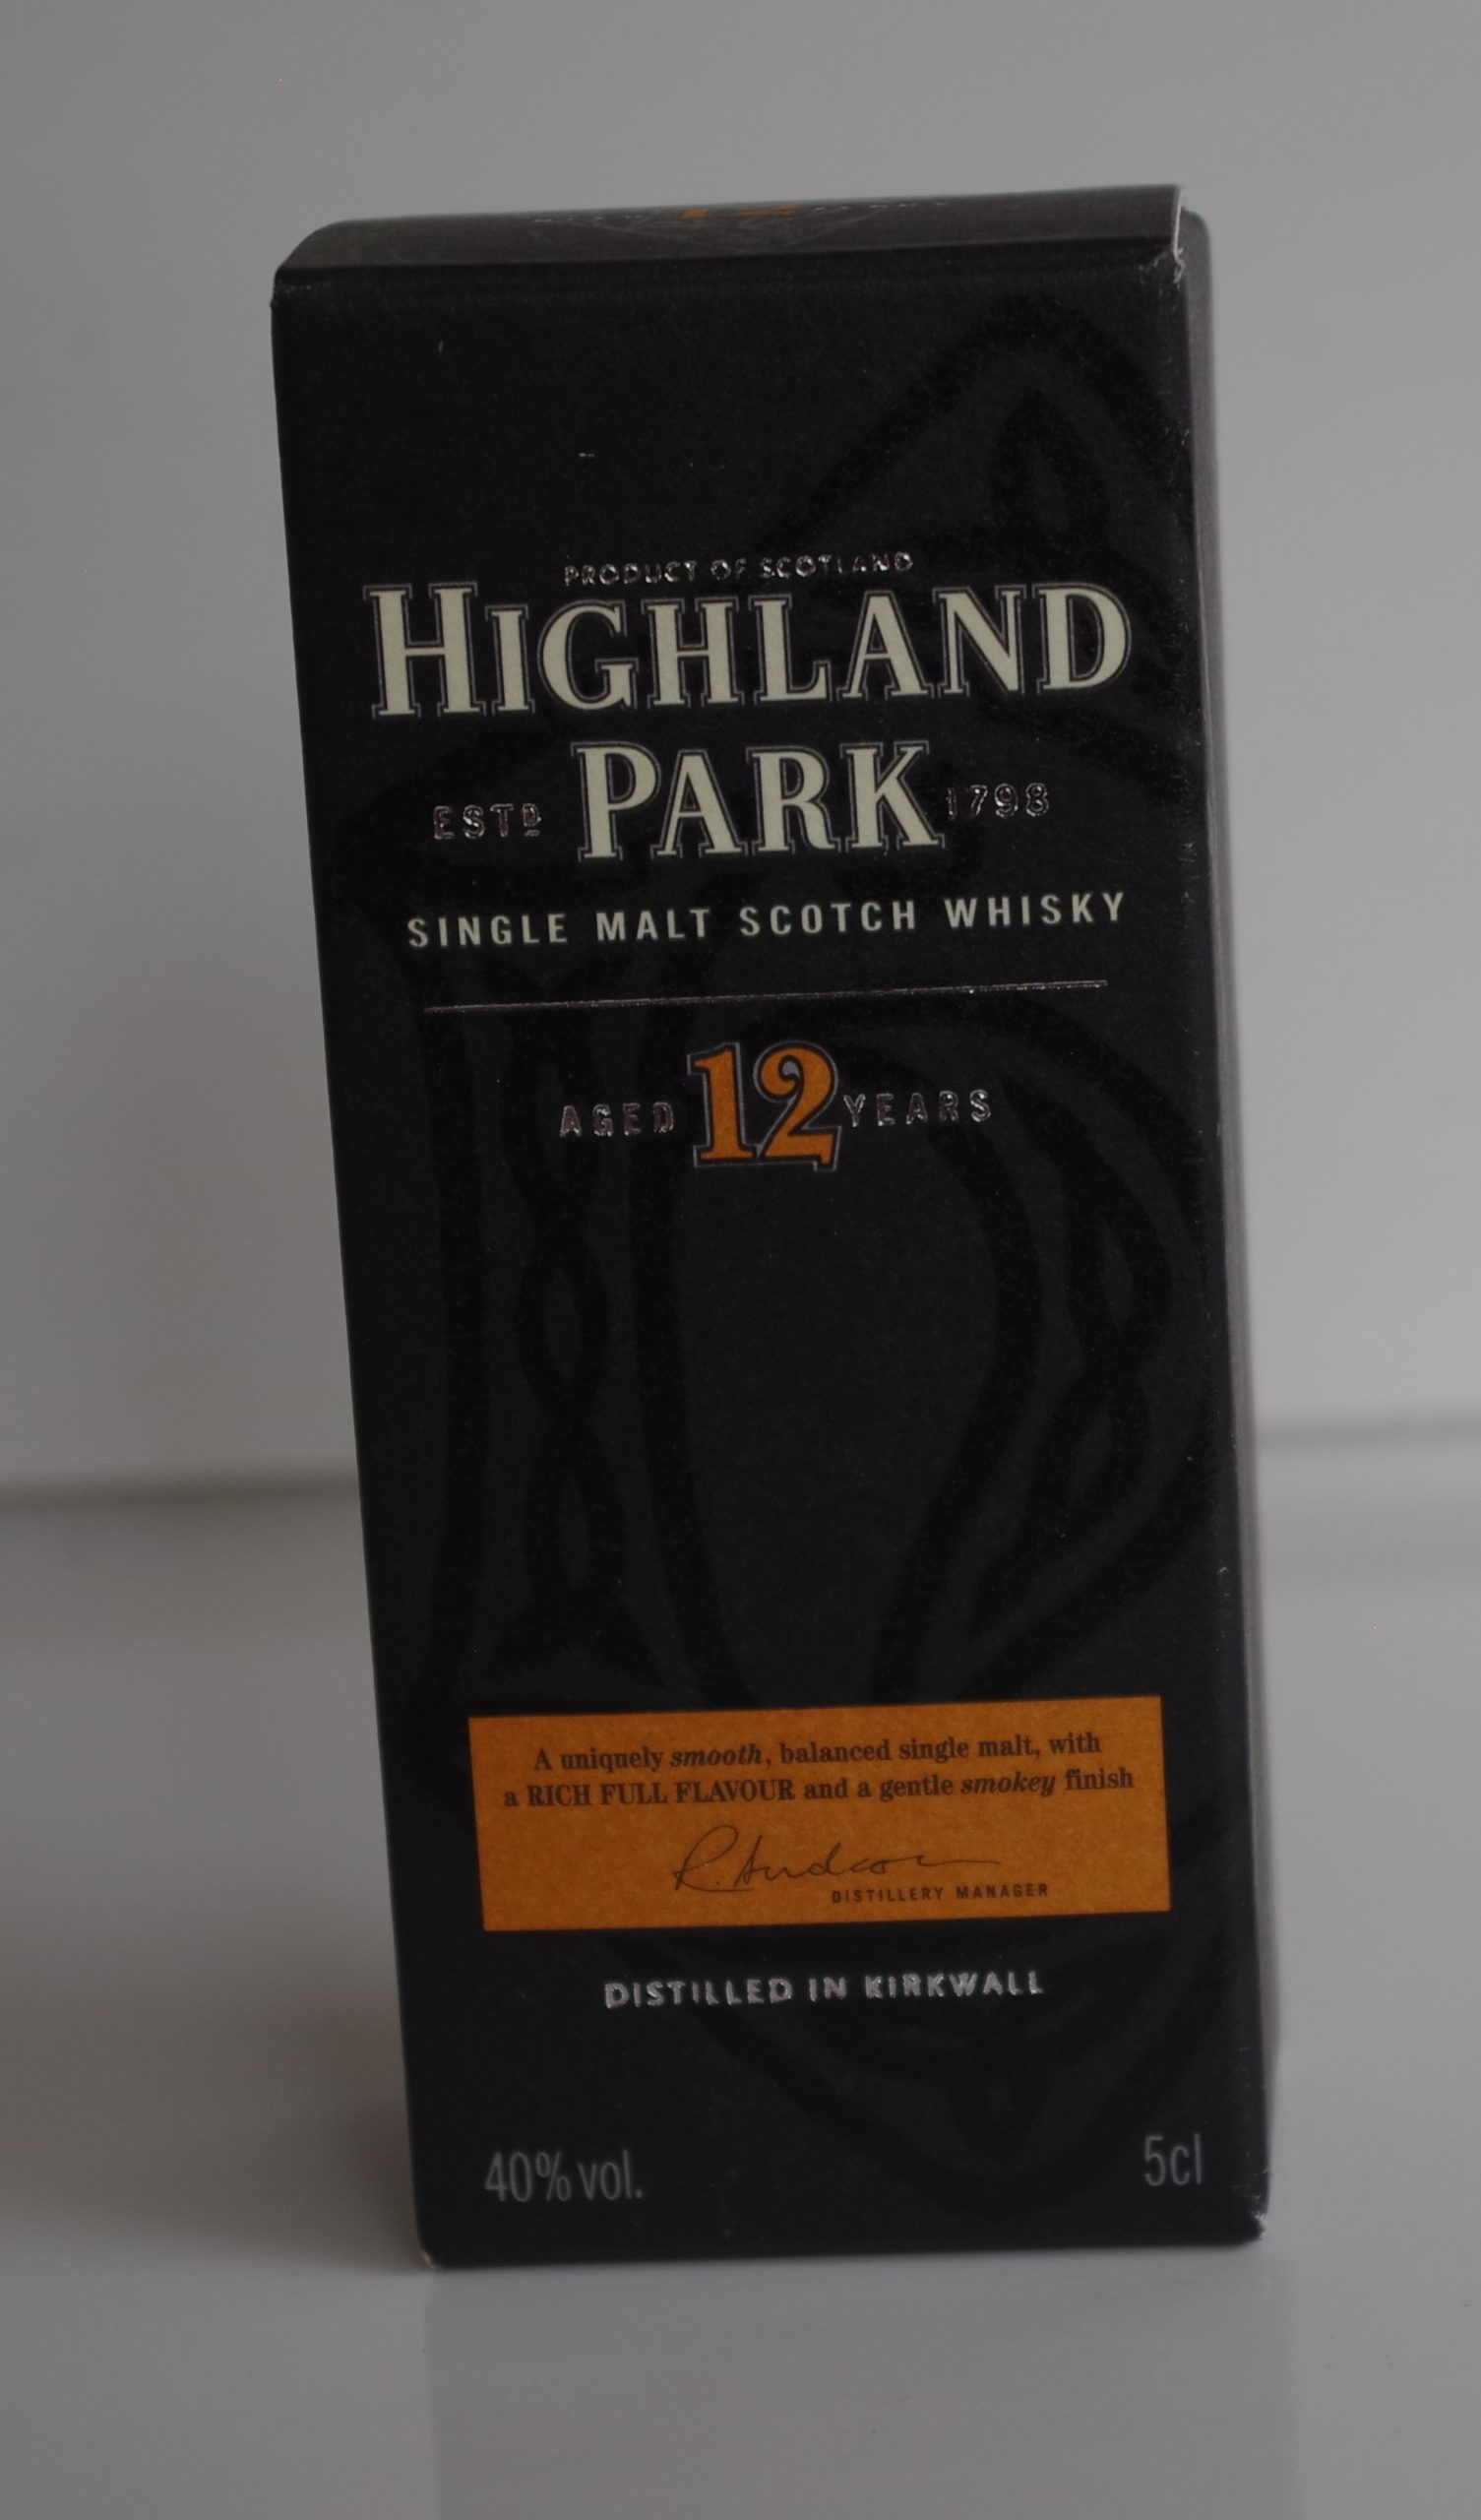 PRODUCT OF SCOTLAND
HIGHLAND
ESTD PARK 1798
SINGLE MALT SCOTCH WHISKY
AGED 12 YEARS
A uniquely smooth, balanced single malt, with
a RICH FULL FLAVOUR and a gentle smokey finish
DISTILLERY MANAGER
DISTILLED IN KIRKWALL
40% vol. 5cl